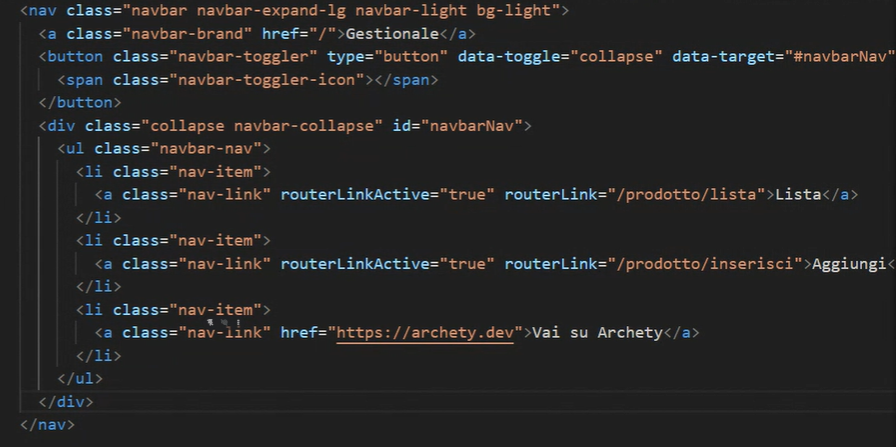 <nav class="navbar navbar-expand-lg navbar-light bg-light">
<a class="navbar-brand" href="/">Gestionale</a>
<button class="navbar-toggler" type="button" data-toggle="collapse" data-target="#navbarNav"
<span class="navbar-toggler-icon"></span>
</button>
<div class="collapse navbar-collapse" id="navbarNav">
<ul class="navbar-nav">
<li class="nav-item">
<a class="nav-link" routerLinkActive="true" routerLink="/prodotto/lista">Lista</a>
</li>
<li class="nav-item">
<a class="nav-link" routerLinkActive="true" routerLink="/prodotto/inserisci">Aggiungi<
</li>
<li class="nav-item">
<a class="nav-link" href="https://archety.dev">Vai su Archety</a>
</li>
</ul>
</div>
</nav>